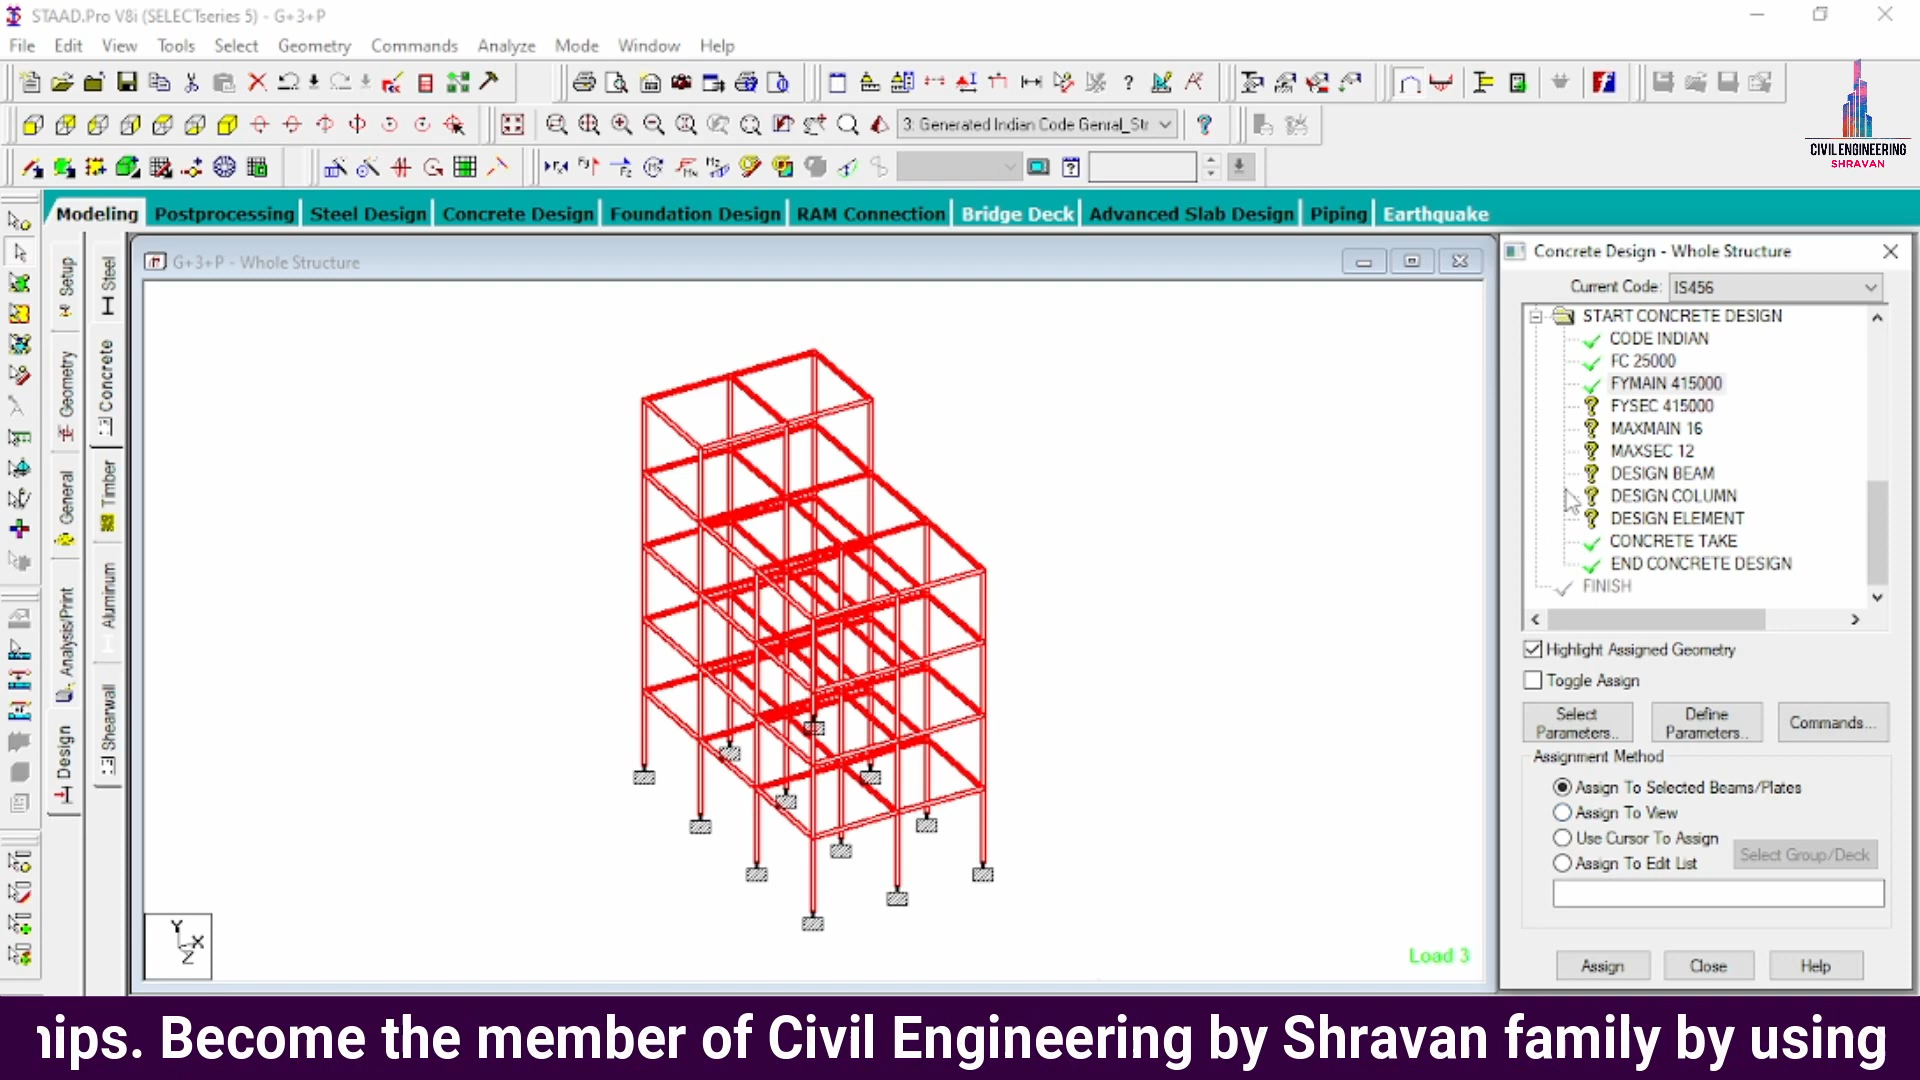 STAAD.Pro V8i (SELECTseries 5) - G+3+P
File Edit View Tools Select Geometry Commands Analyze Mode Window Help
3: Generated Indian Code Genral_Str
CIVIL ENGINEERING
SHRAVAN
Modeling Postprocessing Steel Design Concrete Design Foundation Design RAM Connection Bridge Deck Advanced Slab Design Piping Earthquake
Setup
Geometry
General
Analysis/Print
Design
Steel
Concrete
Timber
Aluminum
Shearwall
G+3+P - Whole Structure
Y
X
Z
Load 3
Concrete Design - Whole Structure
Current Code: IS456
START CONCRETE DESIGN
CODE INDIAN
FC 25000
FYMAIN 415000
FYSEC 415000
MAXMAIN 16
MAXSEC 12
DESIGN BEAM
DESIGN COLUMN
DESIGN ELEMENT
CONCRETE TAKE
END CONCRETE DESIGN
FINISH
Highlight Assigned Geometry
Toggle Assign
Select Parameters..
Define Parameters..
Commands...
Assignment Method
Assign To Selected Beams/Plates
Assign To View
Use Cursor To Assign
Assign To Edit List
Select Group/Deck
Assign Close Help
hips. Become the member of Civil Engineering by Shravan family by using